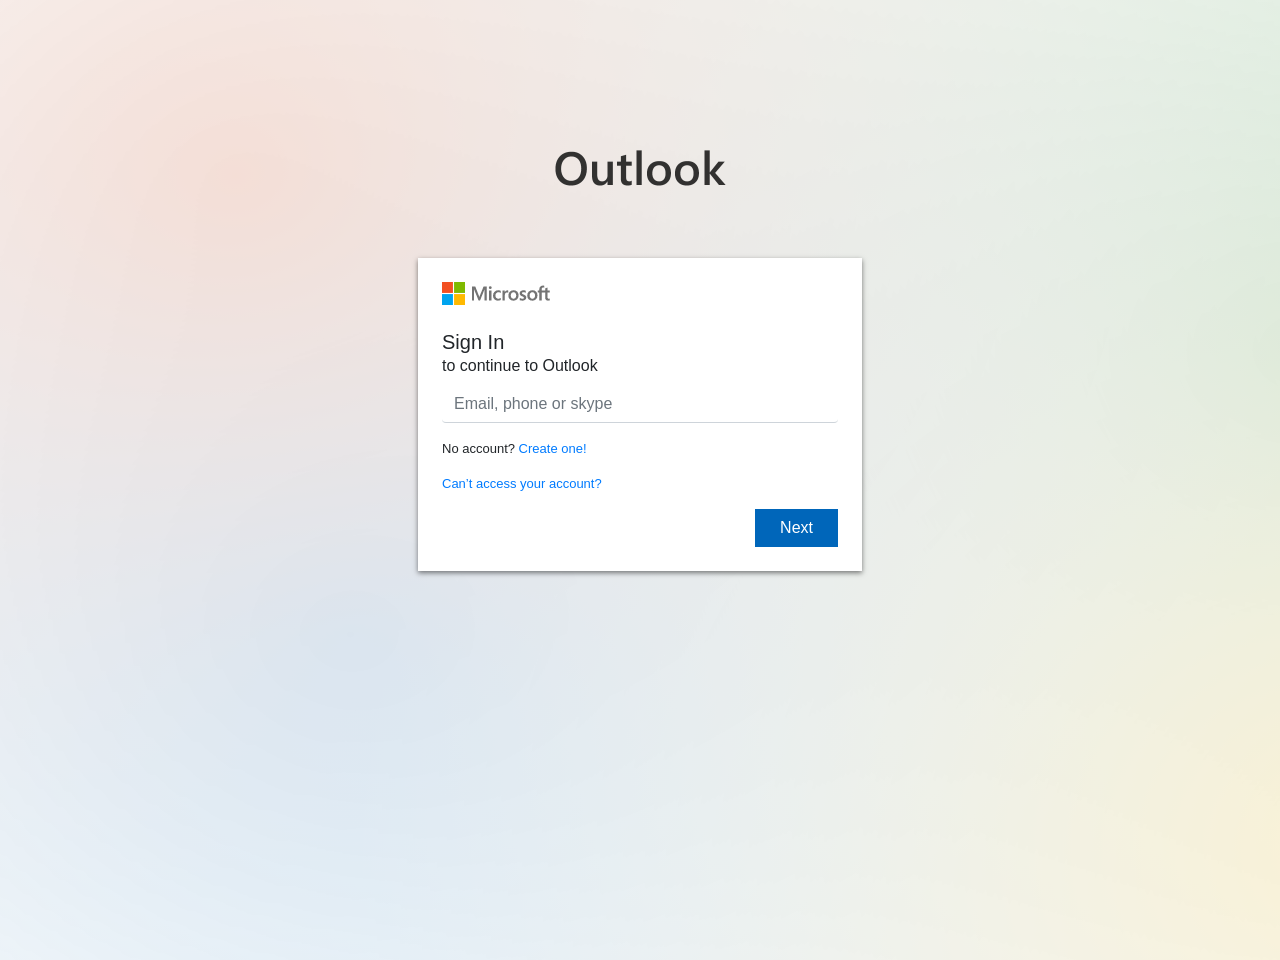 Outlook
Microsoft
Sign In
to continue to Outlook
Email, phone or skype
No account? Create one!
Can’t access your account?
Next